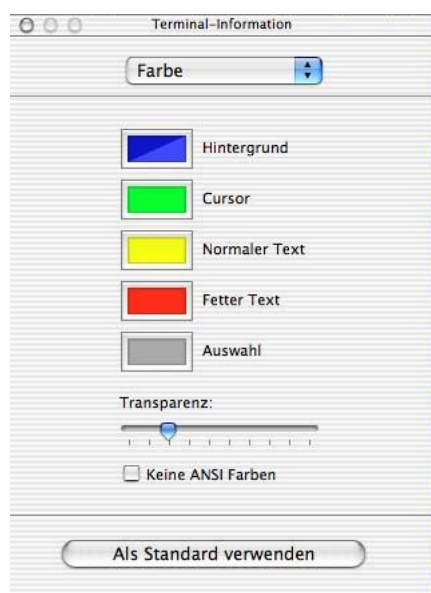 Terminal-Information
Farbe
Hintergrund
Cursor
Normaler Text
Fetter Text
Auswahl
Transparenz:
Keine ANSI Farben
Als Standard verwenden